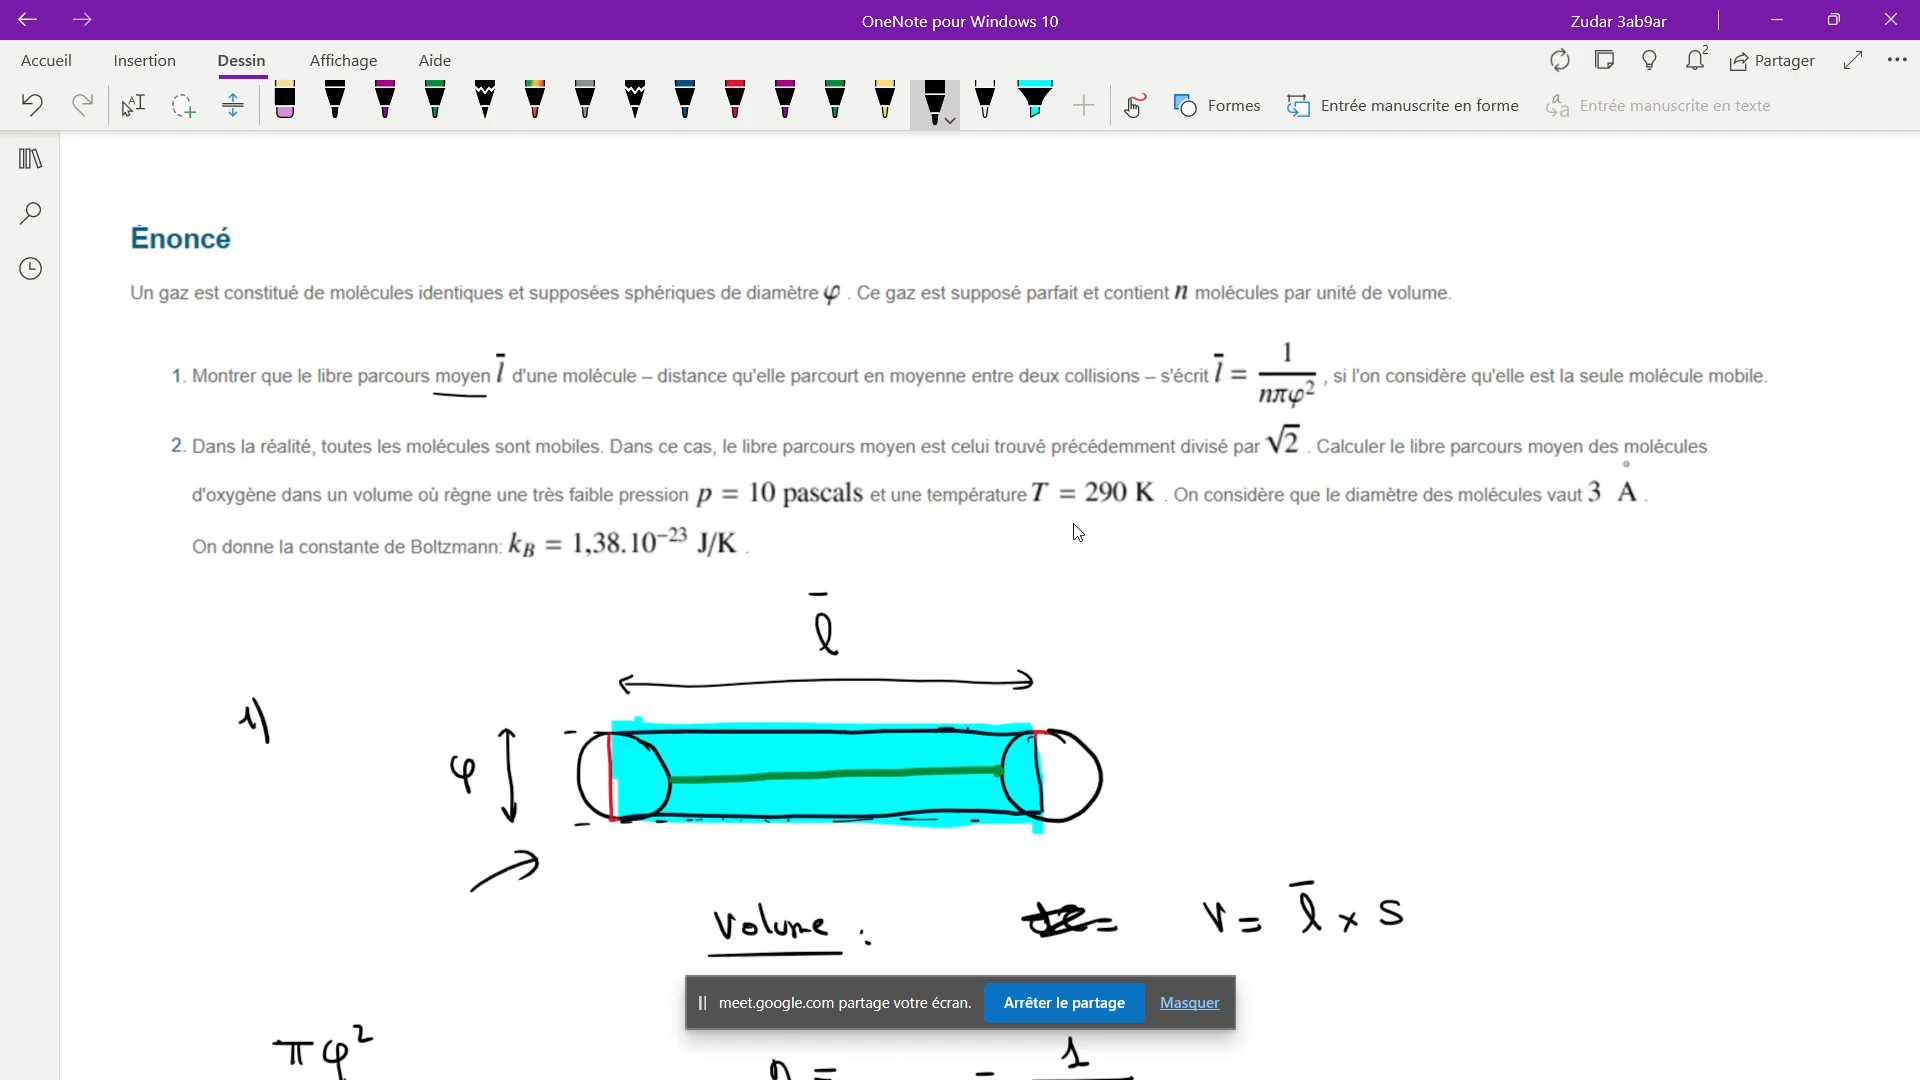 OneNote pour Windows 10
Zudar 3ab9ar
Accueil Insertion Dessin Affichage Aide
2
Partager
Formes Entrée manuscrite en forme Entrée manuscrite en texte
Énoncé
Un gaz est constitué de molécules identiques et supposées sphériques de diamètre φ . Ce gaz est supposé parfait et contient n molécules par unité de volume.
1. Montrer que le libre parcours moyen l̄ d'une molécule – distance qu'elle parcourt en moyenne entre deux collisions – s'écrit l̄ = 1/(nπφ²) , si l'on considère qu'elle est la seule molécule mobile.
2. Dans la réalité, toutes les molécules sont mobiles. Dans ce cas, le libre parcours moyen est celui trouvé précédemment divisé par √2 . Calculer le libre parcours moyen des molécules
d'oxygène dans un volume où règne une très faible pression p = 10 pascals et une température T = 290 K . On considère que le diamètre des molécules vaut 3 Å .
On donne la constante de Boltzmann: k_B = 1,38.10⁻²³ J/K .
l̄
1)
φ
Volume : V = l̄ × S
meet.google.com partage votre écran. Arrêter le partage Masquer
πφ²
= = 1